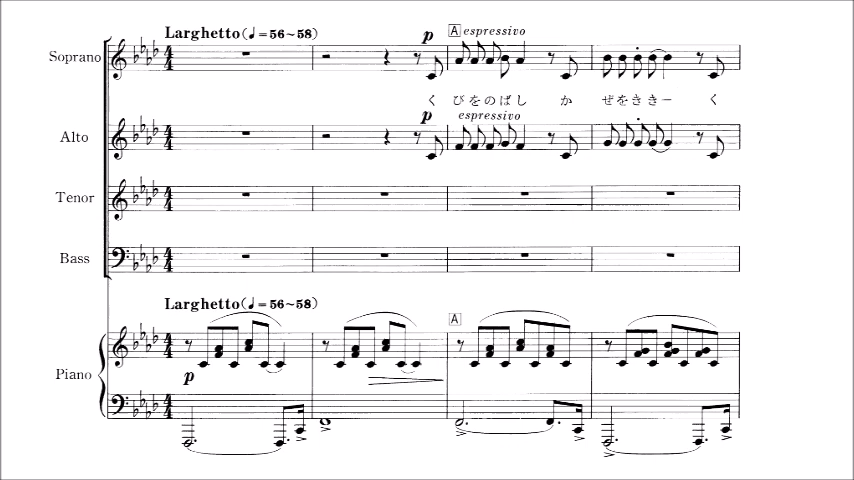 Larghetto(♩=56~58)
p
A espressivo
Soprano
く びをのばし か ぜをききー く
p espressivo
Alto
Tenor
Bass
Larghetto(♩=56~58)
A
Piano
p